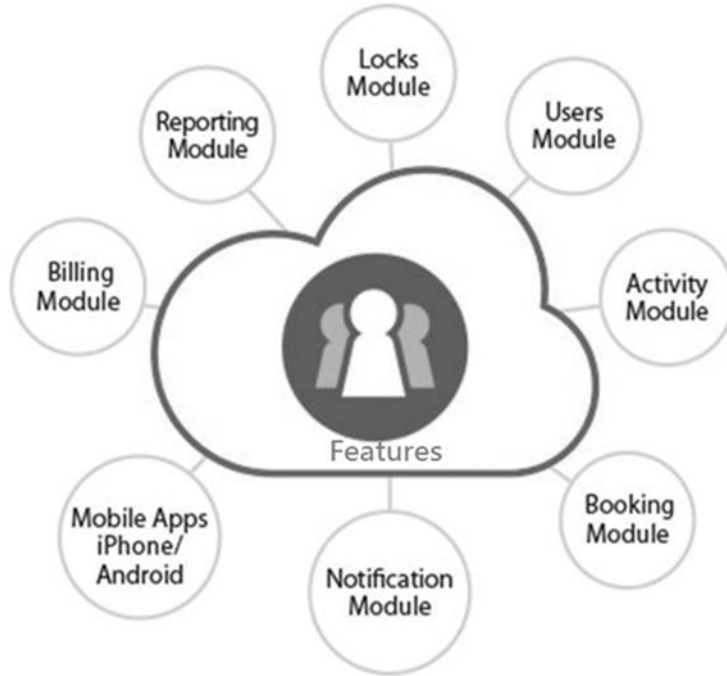 Locks
Module
Users
Module
Reporting
Module
Activity
Module
Billing
Module
Features
Booking
Module
Mobile Apps
iPhone/
Android
Notification
Module